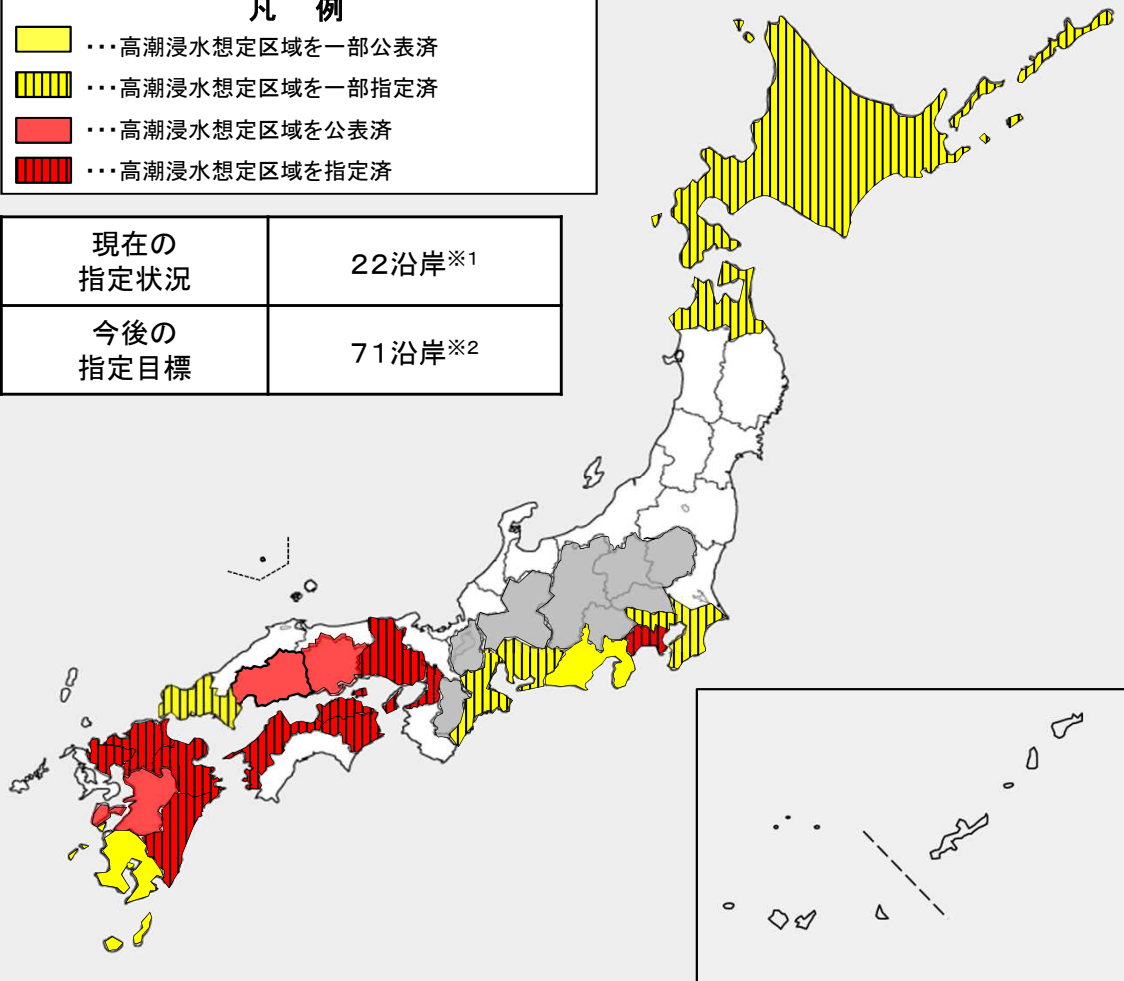 凡 例
･･･高潮浸水想定区域を一部公表済
･･･高潮浸水想定区域を一部指定済
･･･高潮浸水想定区域を公表済
･･･高潮浸水想定区域を指定済
現在の
指定状況
22沿岸※1
今後の
指定目標
71沿岸※2